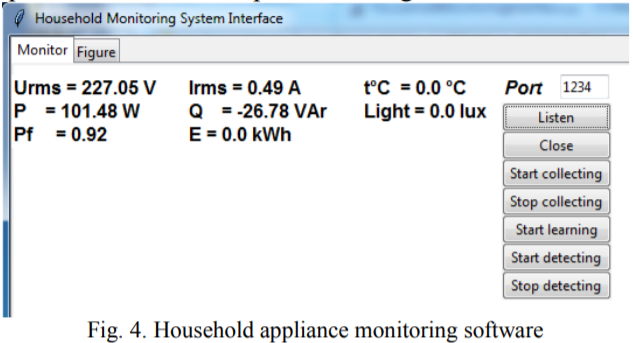 Household Monitoring System Interface
Monitor Figure
Urms = 227.05 V Irms = 0.49 A t°C = 0.0 °C Port 1234
P = 101.48 W Q = -26.78 VAr Light = 0.0 lux
Pf = 0.92 E = 0.0 kWh
Listen
Close
Start collecting
Stop collecting
Start learning
Start detecting
Stop detecting
Fig. 4. Household appliance monitoring software